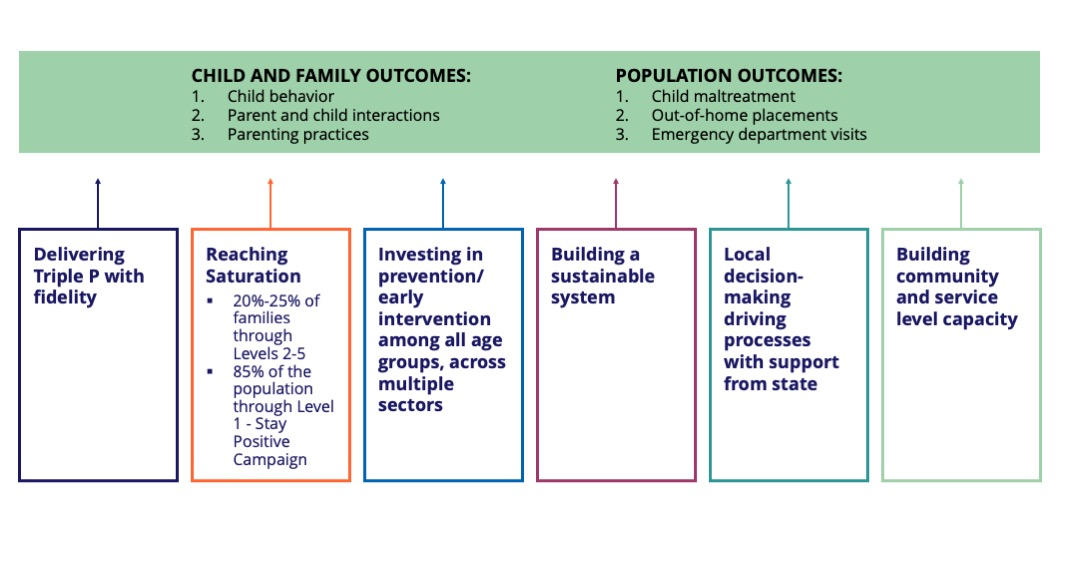 CHILD AND FAMILY OUTCOMES:
1. Child behavior
2. Parent and child interactions
3. Parenting practices
POPULATION OUTCOMES:
1. Child maltreatment
2. Out-of-home placements
3. Emergency department visits
Delivering
Triple P with
fidelity
Reaching
Saturation
▪ 20%-25% of
families
through
Levels 2-5
▪ 85% of the
population
through Level
1 - Stay
Positive
Campaign
Investing in
prevention/
early
intervention
among all age
groups, across
multiple
sectors
Building a
sustainable
system
Local
decision-
making
driving
processes
with support
from state
Building
community
and service
level capacity